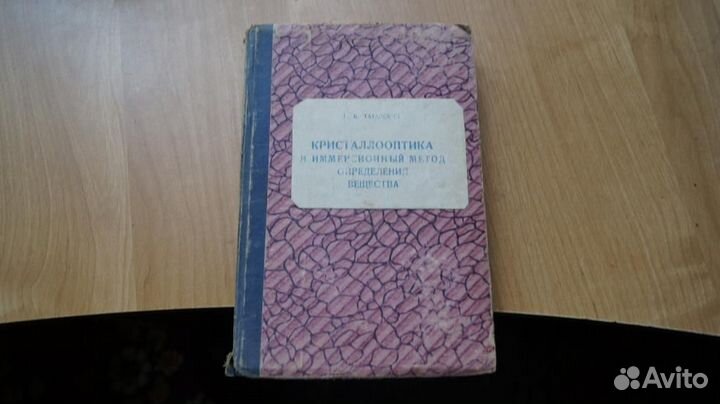 КРИСТАЛЛООПТИКА
И ИММЕРСИОННЫЙ МЕТОД
ОПРЕДЕЛЕНИЯ
ВЕЩЕСТВА
Avito